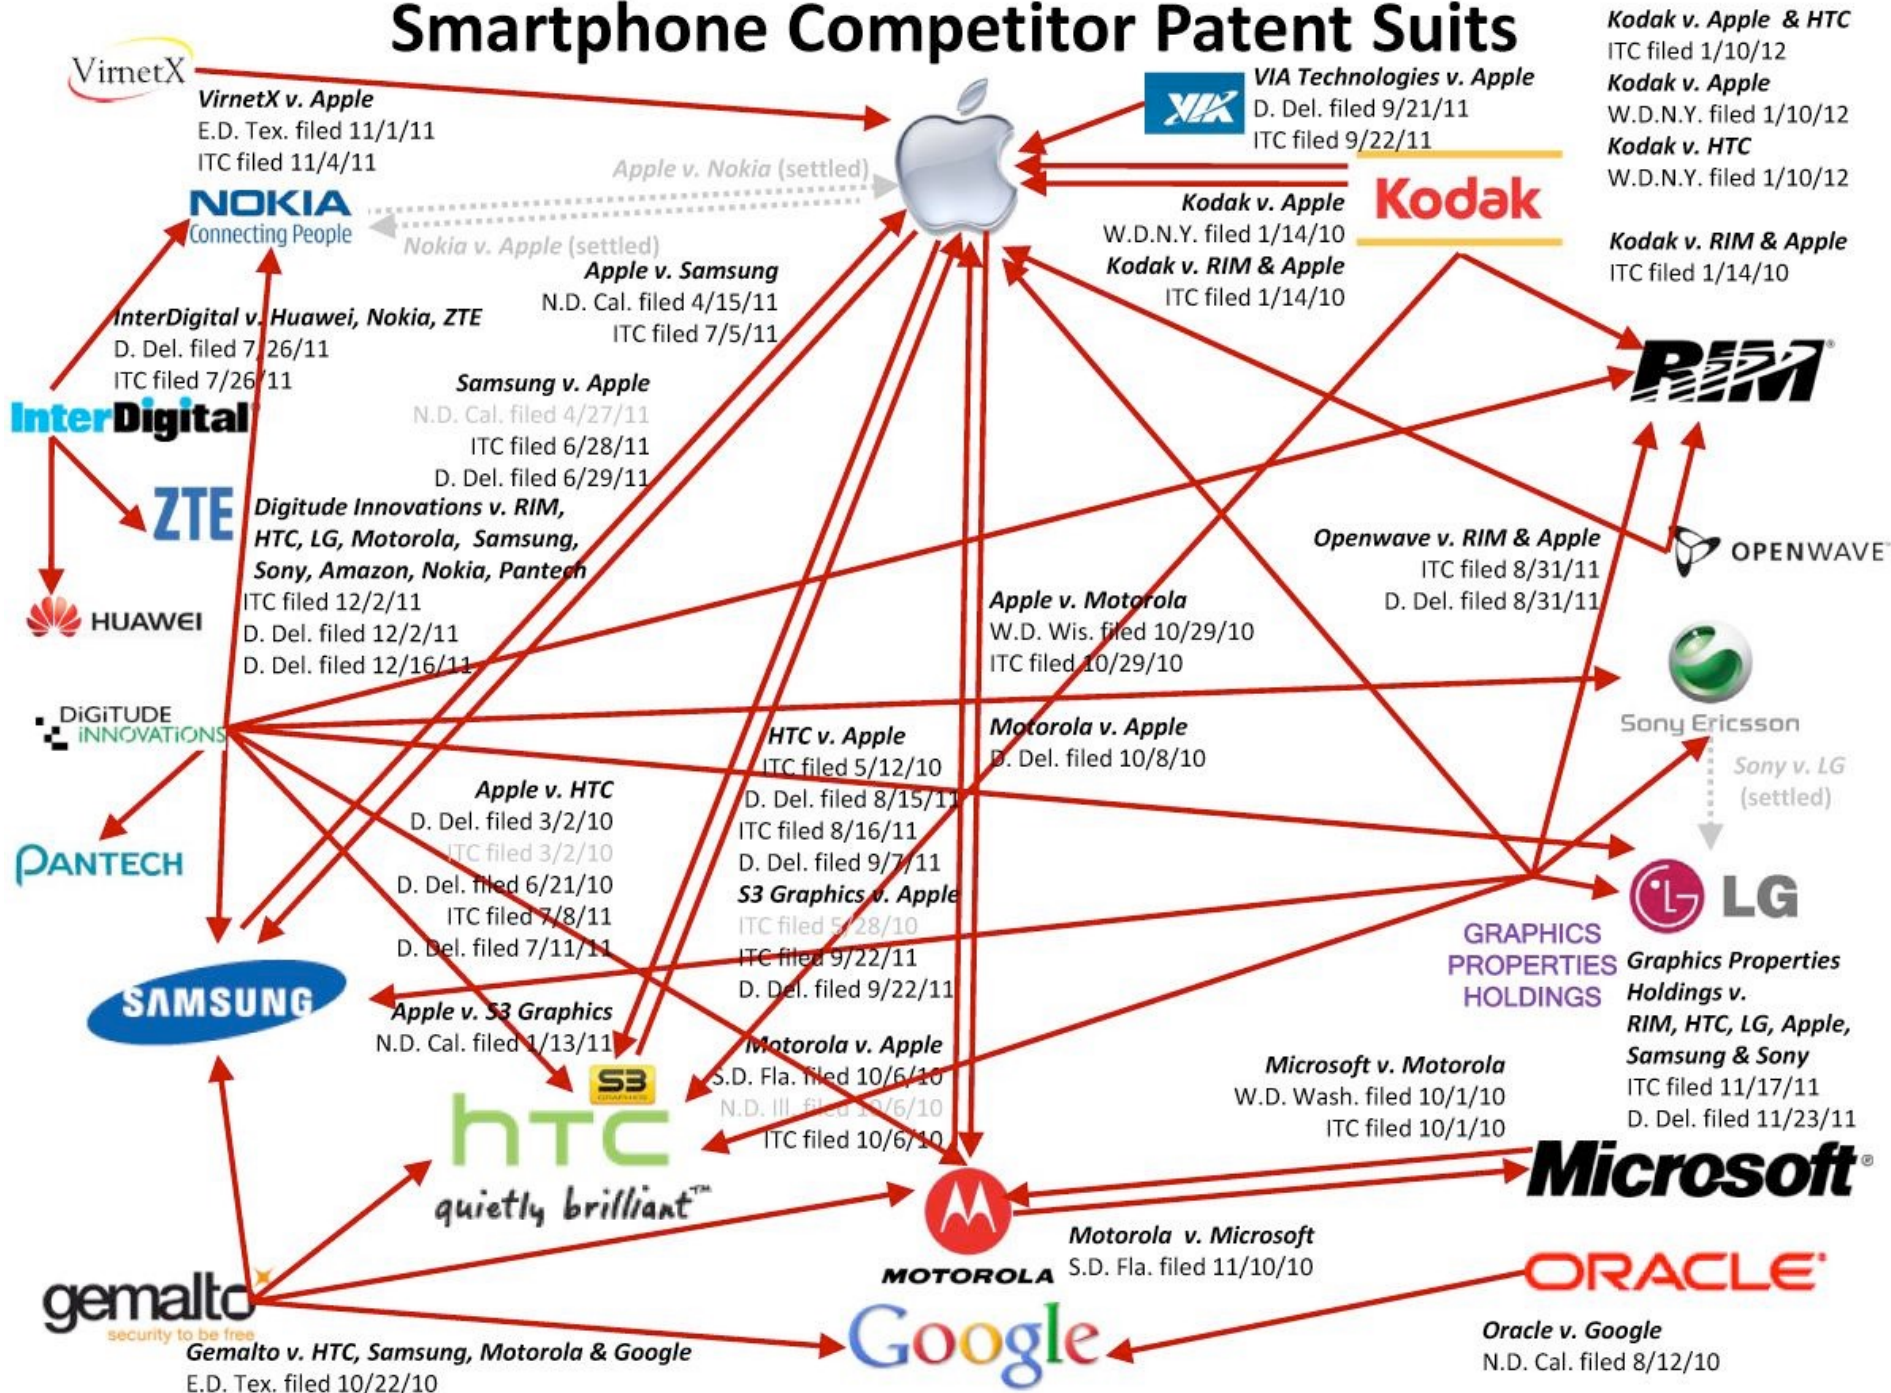 Smartphone Competitor Patent Suits
VirnetX
VirnetX v. Apple
E.D. Tex. filed 11/1/11
ITC filed 11/4/11
VIA
VIA Technologies v. Apple
D. Del. filed 9/21/11
ITC filed 9/22/11
Kodak v. Apple & HTC
ITC filed 1/10/12
Kodak v. Apple
W.D.N.Y. filed 1/10/12
Kodak v. HTC
W.D.N.Y. filed 1/10/12
Kodak v. RIM & Apple
ITC filed 1/14/10
Kodak
Kodak v. Apple
W.D.N.Y. filed 1/14/10
Kodak v. RIM & Apple
ITC filed 1/14/10
NOKIA
Connecting People
Apple v. Nokia (settled)
Nokia v. Apple (settled)
Apple v. Samsung
N.D. Cal. filed 4/15/11
ITC filed 7/5/11
InterDigital v. Huawei, Nokia, ZTE
D. Del. filed 7/26/11
ITC filed 7/26/11
InterDigital
Samsung v. Apple
N.D. Cal. filed 4/27/11
ITC filed 6/28/11
D. Del. filed 6/29/11
RIM®
ZTE
Digitude Innovations v. RIM,
HTC, LG, Motorola, Samsung,
Sony, Amazon, Nokia, Pantech
ITC filed 12/2/11
D. Del. filed 12/2/11
D. Del. filed 12/16/11
HUAWEI
Openwave v. RIM & Apple
ITC filed 8/31/11
D. Del. filed 8/31/11
OPENWAVE
Apple v. Motorola
W.D. Wis. filed 10/29/10
ITC filed 10/29/10
DiGiTUDE
iNNOVATiONS
Sony Ericsson
Sony v. LG
(settled)
Motorola v. Apple
D. Del. filed 10/8/10
HTC v. Apple
ITC filed 5/12/10
D. Del. filed 8/15/11
ITC filed 8/16/11
D. Del. filed 9/7/11
S3 Graphics v. Apple
ITC filed 5/28/10
ITC filed 9/22/11
D. Del. filed 9/22/11
Apple v. HTC
D. Del. filed 3/2/10
ITC filed 3/2/10
D. Del. filed 6/21/10
ITC filed 7/8/11
D. Del. filed 7/11/11
PANTECH
LG
GRAPHICS
PROPERTIES
HOLDINGS
Graphics Properties
Holdings v.
RIM, HTC, LG, Apple,
Samsung & Sony
ITC filed 11/17/11
D. Del. filed 11/23/11
SAMSUNG
Apple v. S3 Graphics
N.D. Cal. filed 1/13/11
S3
GRAPHICS
hTC
quietly brilliant™
Motorola v. Apple
S.D. Fla. filed 10/6/10
N.D. Ill. filed 10/6/10
ITC filed 10/6/10
Microsoft v. Motorola
W.D. Wash. filed 10/1/10
ITC filed 10/1/10
Microsoft®
MOTOROLA
Motorola v. Microsoft
S.D. Fla. filed 11/10/10
gemalto
security to be free
Gemalto v. HTC, Samsung, Motorola & Google
E.D. Tex. filed 10/22/10
Google
ORACLE
Oracle v. Google
N.D. Cal. filed 8/12/10